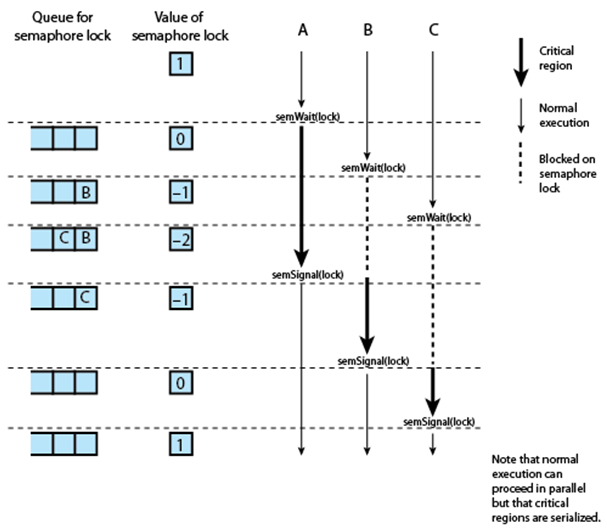 Queue for
semaphore lock
Value of
semaphore lock
A
B
C
1
Critical
region
Normal
execution
semWait(lock)
0
Blocked on
semaphore
lock
semWait(lock)
B
–1
semWait(lock)
C B
–2
semSignal(lock)
C
–1
semSignal(lock)
0
semSignal(lock)
1
Note that normal
execution can
proceed in parallel
but that critical
regions are serialized.